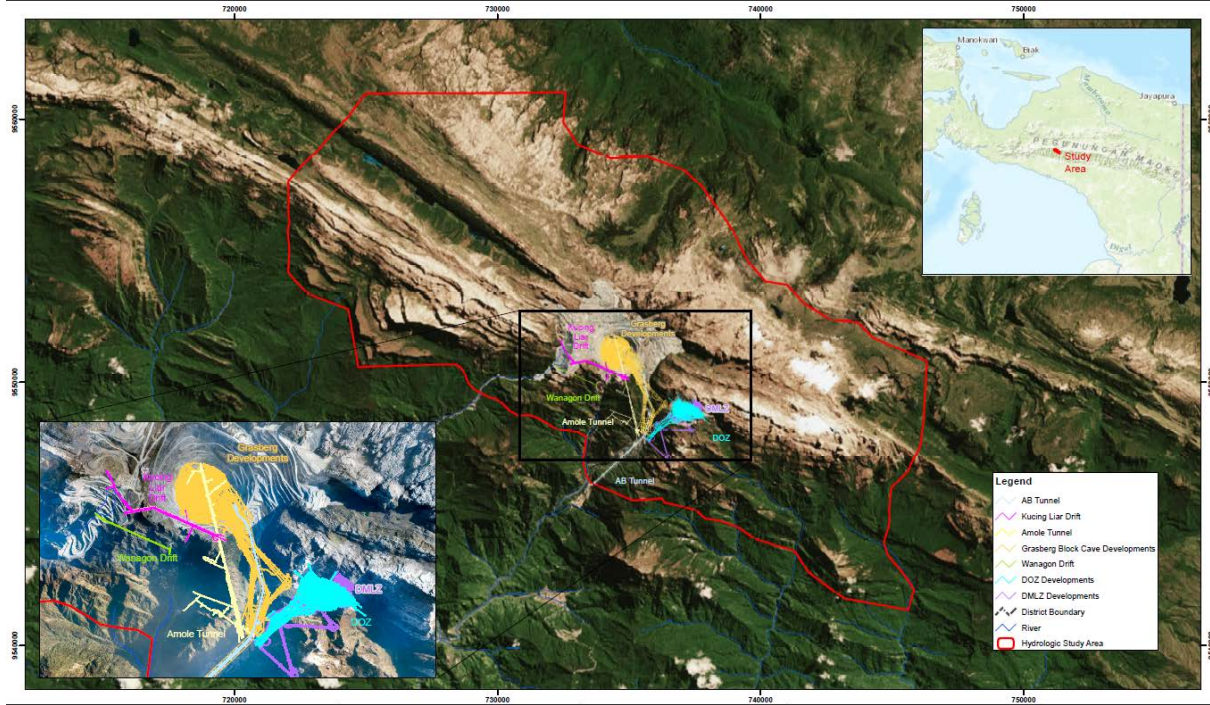 720000
730000
740000
750000
9560000
9550000
9540000
Manokwari
Biak
Jayapura
PEGUNUNGAN MAOKE
Study
Area
Digul
Kucing
Liar
Drift
Grasberg
Developments
Wanagon Drift
Amole Tunnel
DMLZ
DOZ
AB Tunnel
Grasberg
Developments
Kucing
Liar
Drift
Wanagon Drift
DMLZ
DOZ
Amole Tunnel
Legend
AB Tunnel
Kucing Liar Drift
Amole Tunnel
Grasberg Block Cave Developments
Wanagon Drift
DOZ Developments
DMLZ Developments
District Boundary
River
Hydrologic Study Area
720000
730000
740000
750000